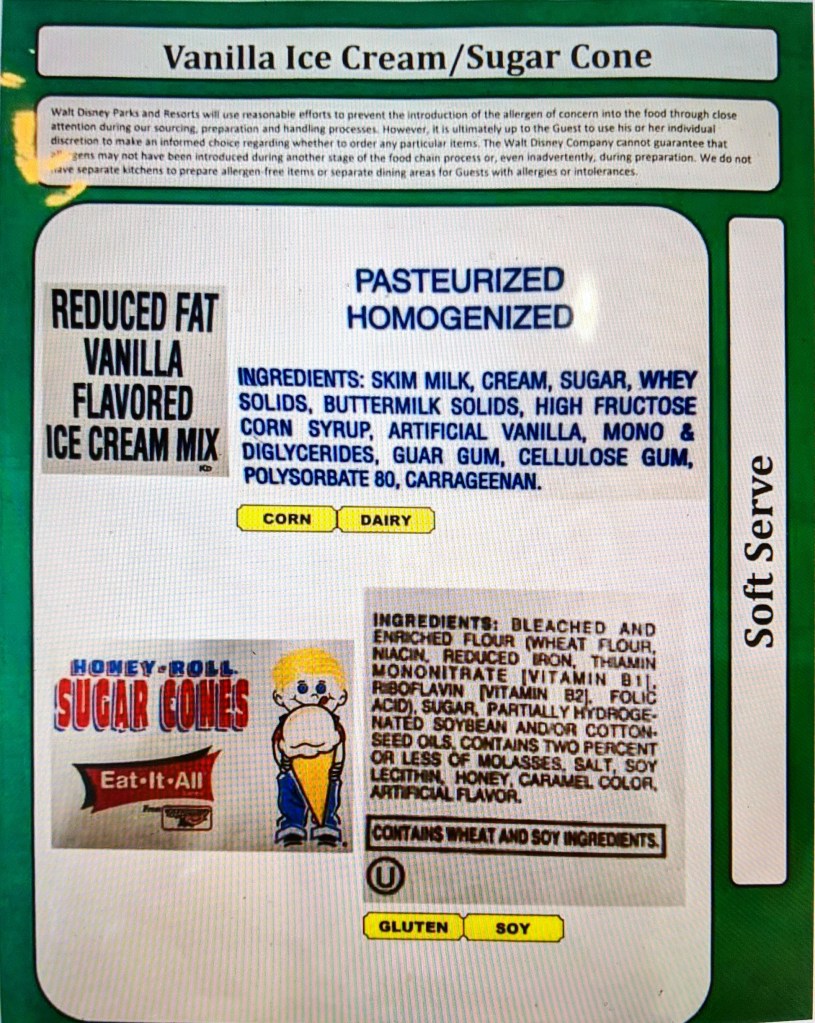 Vanilla Ice Cream/Sugar Cone
Walt Disney Parks and Resorts will use reasonable efforts to prevent the introduction of the allergen of concern into the food through close
attention during our sourcing, preparation and handling processes. However, it is ultimately up to the Guest to use his or her individual
discretion to make an informed choice regarding whether to order any particular items. The Walt Disney Company cannot guarantee that
gens may not have been introduced during another stage of the food chain process or, even inadvertently, during preparation. We do not
have separate kitchens to prepare allergen-free items or separate dining areas for Guests with allergies or intolerances.
REDUCED FAT
VANILLA
FLAVORED
ICE CREAM MIX
KD
PASTEURIZED
HOMOGENIZED
INGREDIENTS: SKIM MILK, CREAM, SUGAR, WHEY
SOLIDS, BUTTERMILK SOLIDS, HIGH FRUCTOSE
CORN SYRUP, ARTIFICIAL VANILLA, MONO &
DIGLYCERIDES, GUAR GUM, CELLULOSE GUM,
POLYSORBATE 80, CARRAGEENAN.
CORN DAIRY
Soft Serve
HONEY-ROLL
SUGAR CONES
Eat·It·All
From
INGREDIENTS: BLEACHED AND
ENRICHED FLOUR (WHEAT FLOUR,
NIACIN, REDUCED IRON, THIAMIN
MONONITRATE [VITAMIN B1],
RIBOFLAVIN [VITAMIN B2], FOLIC
ACID), SUGAR, PARTIALLY HYDROGE-
NATED SOYBEAN AND/OR COTTON-
SEED OILS, CONTAINS TWO PERCENT
OR LESS OF MOLASSES, SALT, SOY
LECITHIN, HONEY, CARAMEL COLOR,
ARTIFICIAL FLAVOR.
CONTAINS WHEAT AND SOY INGREDIENTS.
U
GLUTEN SOY